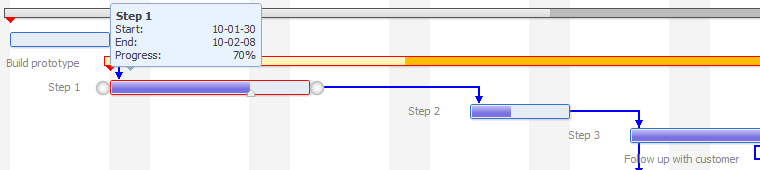 Step 1
Start: 10-01-30
End: 10-02-08
Progress: 70%
Build prototype
Step 1
Step 2
Step 3
Follow up with customer